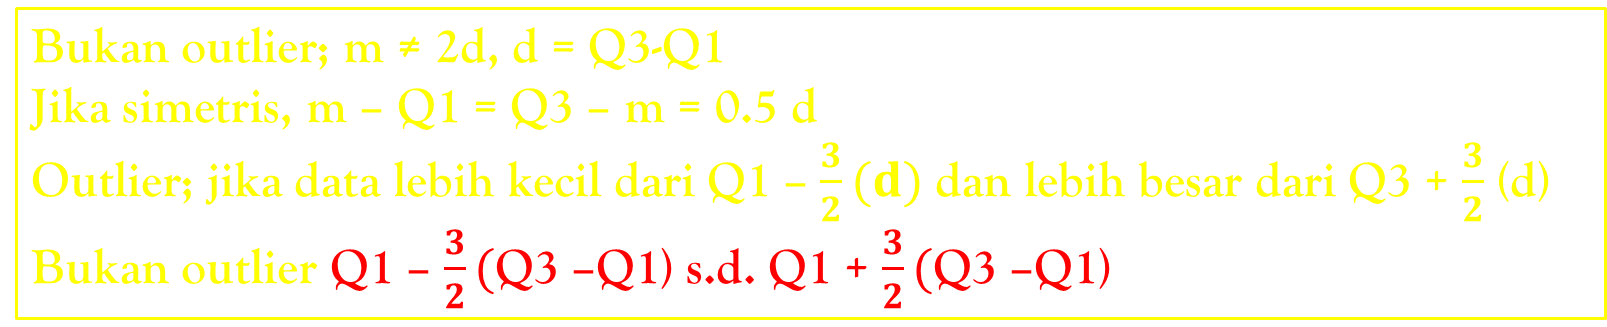 Bukan outlier; m ≠ 2d, d = Q3-Q1
Jika simetris, m – Q1 = Q3 – m = 0.5 d
Outlier; jika data lebih kecil dari Q1 – 3/2 (d) dan lebih besar dari Q3 + 3/2 (d)
Bukan outlier Q1 – 3/2 (Q3 –Q1) s.d. Q1 + 3/2 (Q3 –Q1)